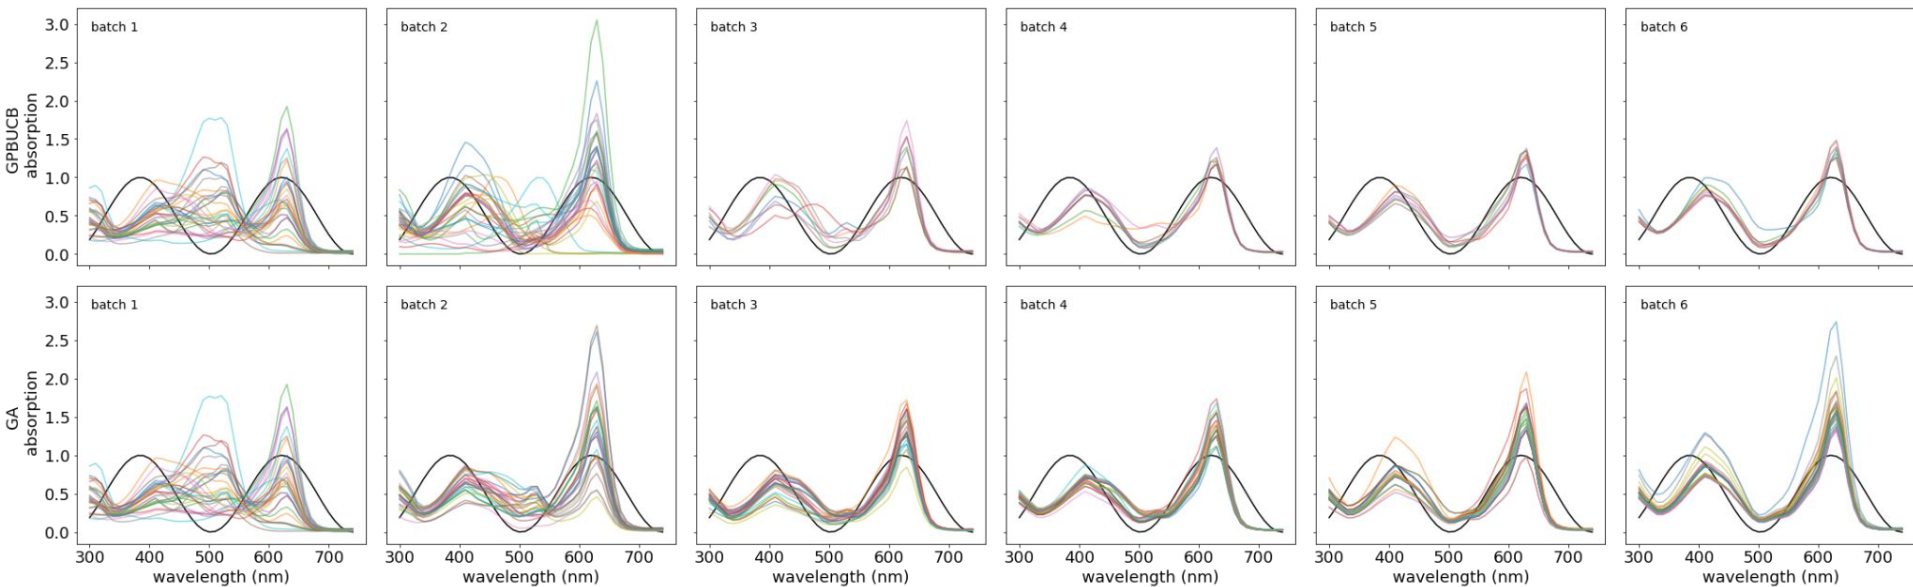 batch 1 batch 2 batch 3 batch 4 batch 5 batch 6
3.0
2.5
2.0
1.5
1.0
0.5
0.0
GPBUCB
absorption
batch 1 batch 2 batch 3 batch 4 batch 5 batch 6
3.0
2.5
2.0
1.5
1.0
0.5
0.0
GA
absorption
300 400 500 600 700 300 400 500 600 700 300 400 500 600 700 300 400 500 600 700 300 400 500 600 700 300 400 500 600 700
wavelength (nm) wavelength (nm) wavelength (nm) wavelength (nm) wavelength (nm) wavelength (nm)